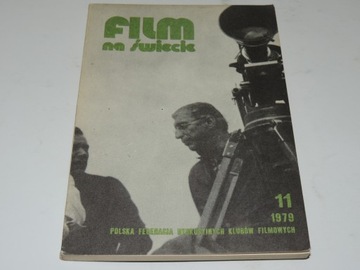 FILM
na świecie
11
1979
POLSKA FEDERACJA DYSKUSYJNYCH KLUBÓW FILMOWYCH